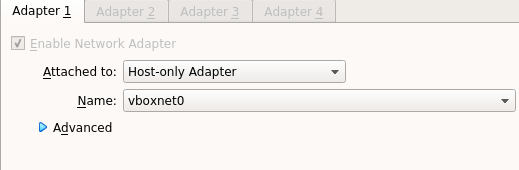 Adapter 1 Adapter 2 Adapter 3 Adapter 4
Enable Network Adapter
Attached to: Host-only Adapter
Name: vboxnet0
Advanced